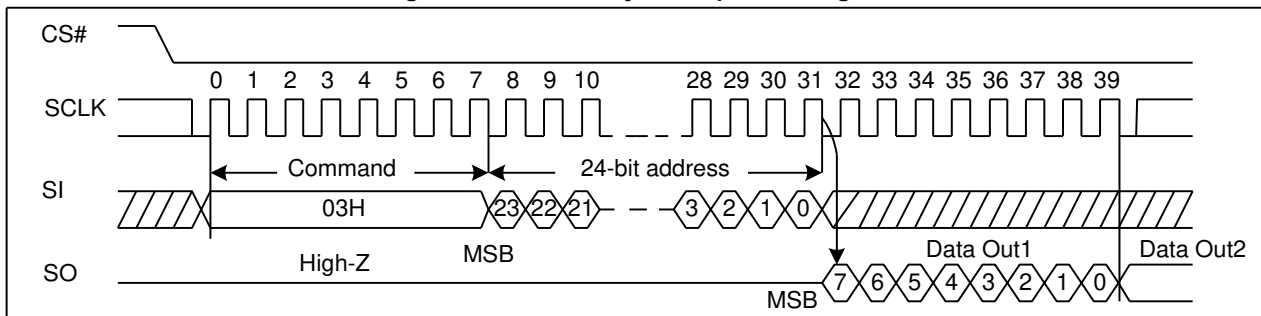 CS#
0 1 2 3 4 5 6 7 8 9 10 28 29 30 31 32 33 34 35 36 37 38 39
SCLK
Command 24-bit address
SI
03H 23 22 21 3 2 1 0
High-Z MSB Data Out1 Data Out2
SO
MSB 7 6 5 4 3 2 1 0